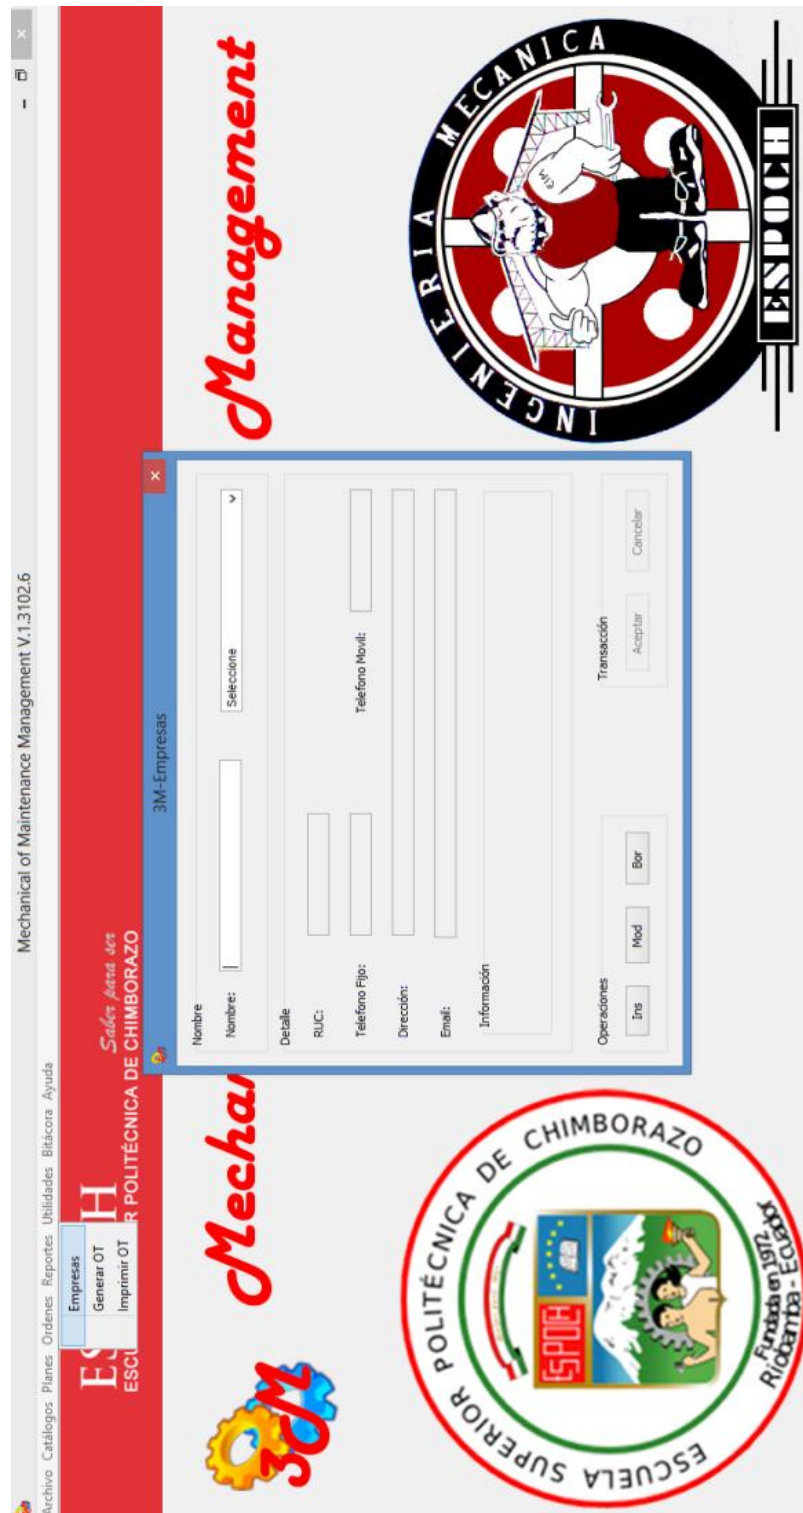 Mechanical of Maintenance Management V.1.3102.6
Archivo Catálogos Planes Ordenes Reportes Utilidades Bitácora Ayuda
Empresas
Generar OT
Imprimir OT
ES
H
Saber para ser
ESCU
R POLITÉCNICA DE CHIMBORAZO
3M
Mechan
Management
3M-Empresas
Nombre
Nombre:
Seleccione
Detalle
RUC:
Telefono Fijo:
Telefono Movil:
Dirección:
Email:
Información
Operaciones
Ins Mod Bor
Transacción
Aceptar Cancelar
ESCUELA SUPERIOR POLITÉCNICA DE CHIMBORAZO
ESPOCH
Fundada en 1972
Riobamba - Ecuador
INGENIERIA MECANICA
EIM
ESPOCH